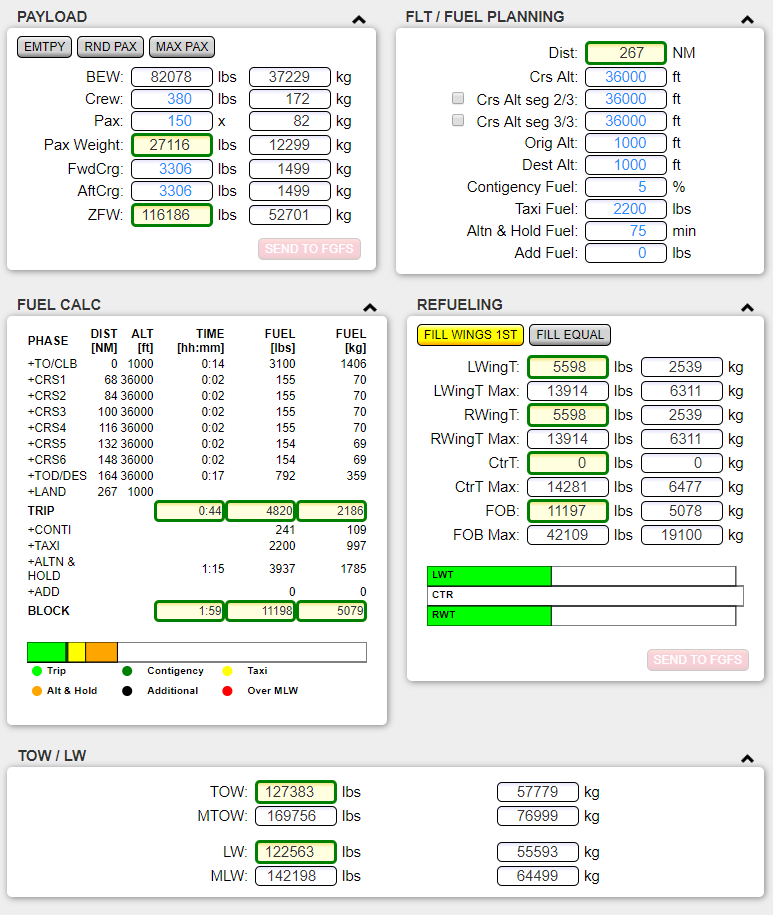 PAYLOAD
EMTPY RND PAX MAX PAX
BEW: 82078 lbs 37229 kg
Crew: 380 lbs 172 kg
Pax: 150 x 82 kg
Pax Weight: 27116 lbs 12299 kg
FwdCrg: 3306 lbs 1499 kg
AftCrg: 3306 lbs 1499 kg
ZFW: 116186 lbs 52701 kg
SEND TO FGFS
FLT / FUEL PLANNING
Dist: 267 NM
Crs Alt: 36000 ft
Crs Alt seg 2/3: 36000 ft
Crs Alt seg 3/3: 36000 ft
Orig Alt: 1000 ft
Dest Alt: 1000 ft
Contigency Fuel: 5 %
Taxi Fuel: 2200 lbs
Altn & Hold Fuel: 75 min
Add Fuel: 0 lbs
FUEL CALC
PHASE DIST [NM] ALT [ft] TIME [hh:mm] FUEL [lbs] FUEL [kg]
+TO/CLB 0 1000 0:14 3100 1406
+CRS1 68 36000 0:02 155 70
+CRS2 84 36000 0:02 155 70
+CRS3 100 36000 0:02 155 70
+CRS4 116 36000 0:02 155 70
+CRS5 132 36000 0:02 154 69
+CRS6 148 36000 0:02 154 69
+TOD/DES 164 36000 0:17 792 359
+LAND 267 1000
TRIP 0:44 4820 2186
+CONTI 241 109
+TAXI 2200 997
+ALTN & HOLD 1:15 3937 1785
+ADD 0 0
BLOCK 1:59 11198 5079
Trip Contigency Taxi
Alt & Hold Additional Over MLW
REFUELING
FILL WINGS 1ST FILL EQUAL
LWingT: 5598 lbs 2539 kg
LWingT Max: 13914 lbs 6311 kg
RWingT: 5598 lbs 2539 kg
RWingT Max: 13914 lbs 6311 kg
CtrT: 0 lbs 0 kg
CtrT Max: 14281 lbs 6477 kg
FOB: 11197 lbs 5078 kg
FOB Max: 42109 lbs 19100 kg
LWT
CTR
RWT
SEND TO FGFS
TOW / LW
TOW: 127383 lbs 57779 kg
MTOW: 169756 lbs 76999 kg
LW: 122563 lbs 55593 kg
MLW: 142198 lbs 64499 kg